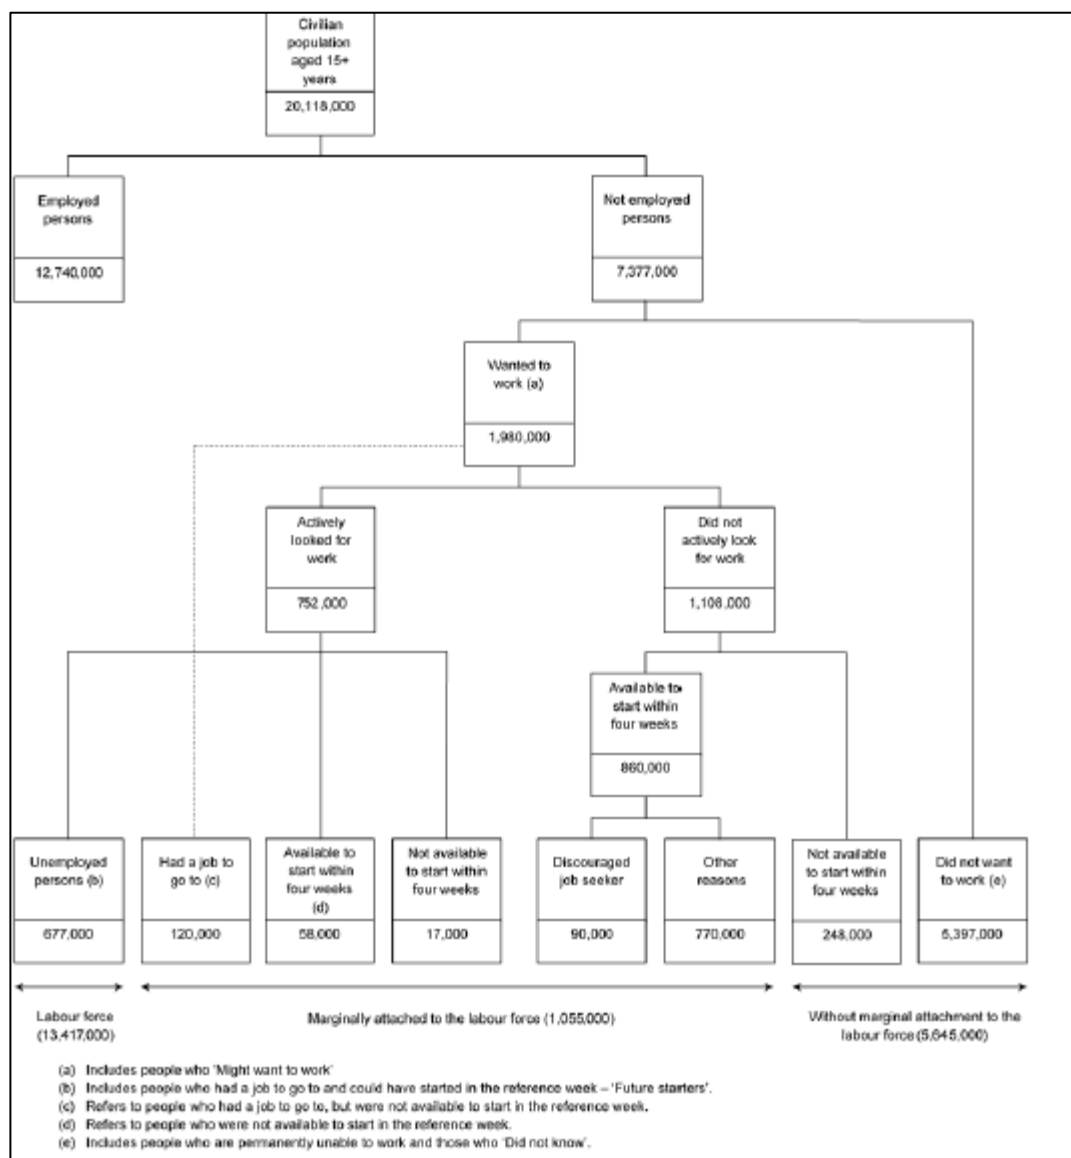 Civilian
population
aged 15+
years
20,118,000
Employed
persons
12,740,000
Not employed
persons
7,377,000
Wanted to
work (a)
1,980,000
Actively
looked for
work
752,000
Did not
actively look
for work
1,108,000
Available to
start within
four weeks
860,000
Unemployed
persons (b)
677,000
Had a job to
go to (c)
120,000
Available to
start within
four weeks
(d)
58,000
Not available
to start within
four weeks
17,000
Discouraged
job seeker
90,000
Other
reasons
770,000
Not available
to start within
four weeks
248,000
Did not want
to work (e)
5,397,000
Labour force
(13,417,000)
Marginally attached to the labour force (1,055,000)
Without marginal attachment to the
labour force (5,645,000)
(a) Includes people who 'Might want to work'
(b) Includes people who had a job to go to and could have started in the reference week – 'Future starters'.
(c) Refers to people who had a job to go to, but were not available to start in the reference week.
(d) Refers to people who were not available to start in the reference week.
(e) Includes people who are permanently unable to work and those who 'Did not know'.